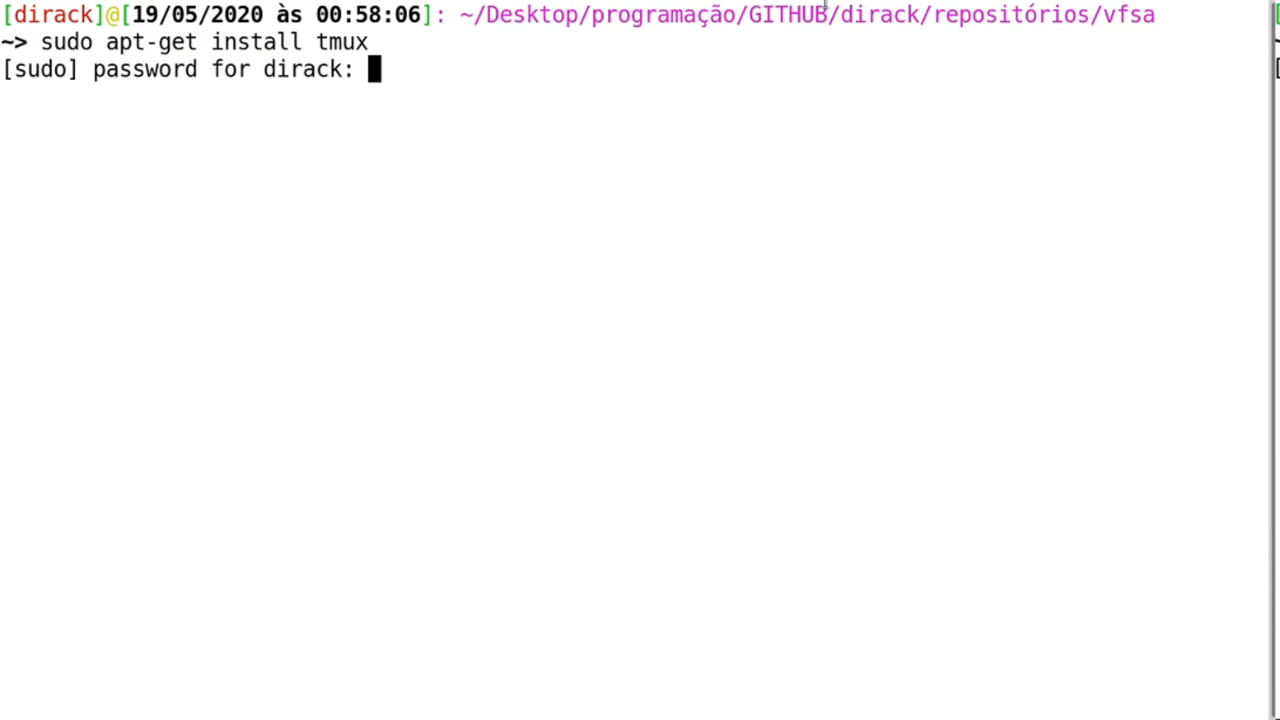 [dirack]@[19/05/2020 às 00:58:06]: ~/Desktop/programação/GITHUB/dirack/repositórios/vfsa
~> sudo apt-get install tmux
[sudo] password for dirack: